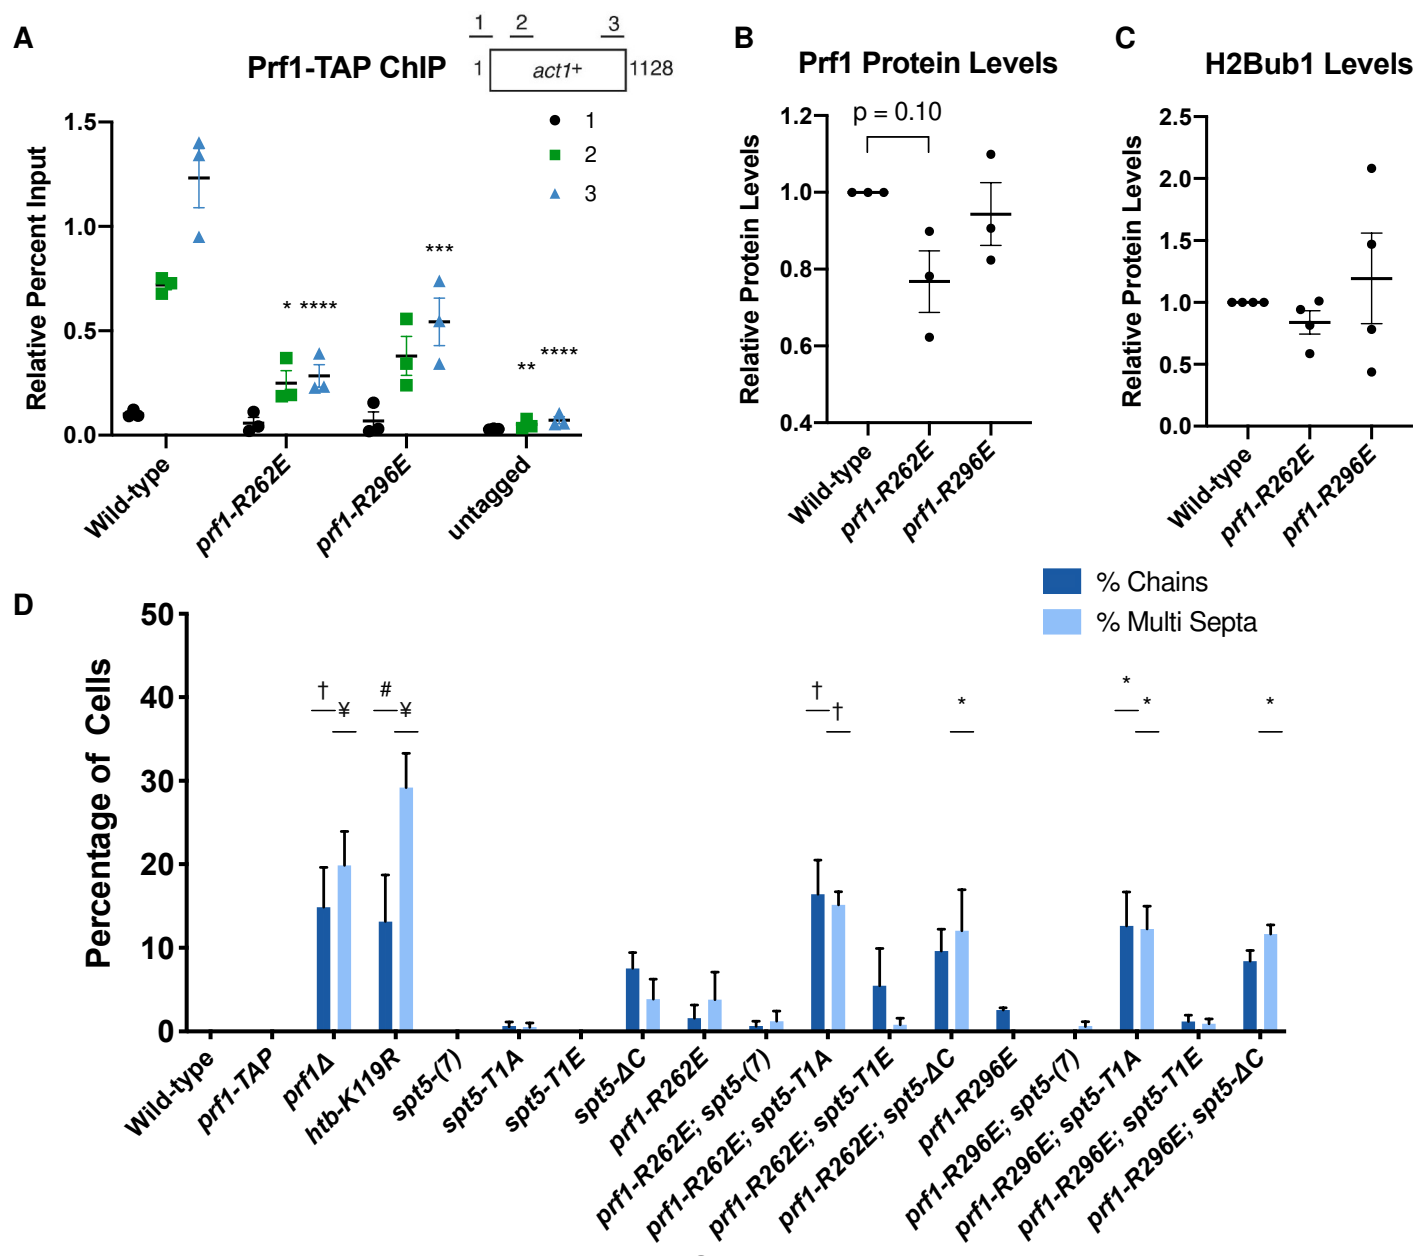 A
Prf1-TAP ChIP
1 2 3
1 act1+ 1128
1
2
3
Relative Percent Input
1.5
1.0
0.5
0.0
* ****
***
** ****
Wild-type
prf1-R262E
prf1-R296E
untagged
B
Prf1 Protein Levels
p = 0.10
Relative Protein Levels
1.2
1.0
0.8
0.6
0.4
Wild-type
prf1-R262E
prf1-R296E
C
H2Bub1 Levels
Relative Protein Levels
2.5
2.0
1.5
1.0
0.5
0.0
Wild-type
prf1-R262E
prf1-R296E
D
% Chains
% Multi Septa
Percentage of Cells
50
40
30
20
10
0
† ¥ # ¥ † † * * * *
Wild-type
prf1-TAP
prf1Δ
htb-K119R
spt5-(7)
spt5-T1A
spt5-T1E
spt5-ΔC
prf1-R262E
prf1-R262E; spt5-(7)
prf1-R262E; spt5-T1A
prf1-R262E; spt5-T1E
prf1-R262E; spt5-ΔC
prf1-R296E
prf1-R296E; spt5-(7)
prf1-R296E; spt5-T1A
prf1-R296E; spt5-T1E
prf1-R296E; spt5-ΔC